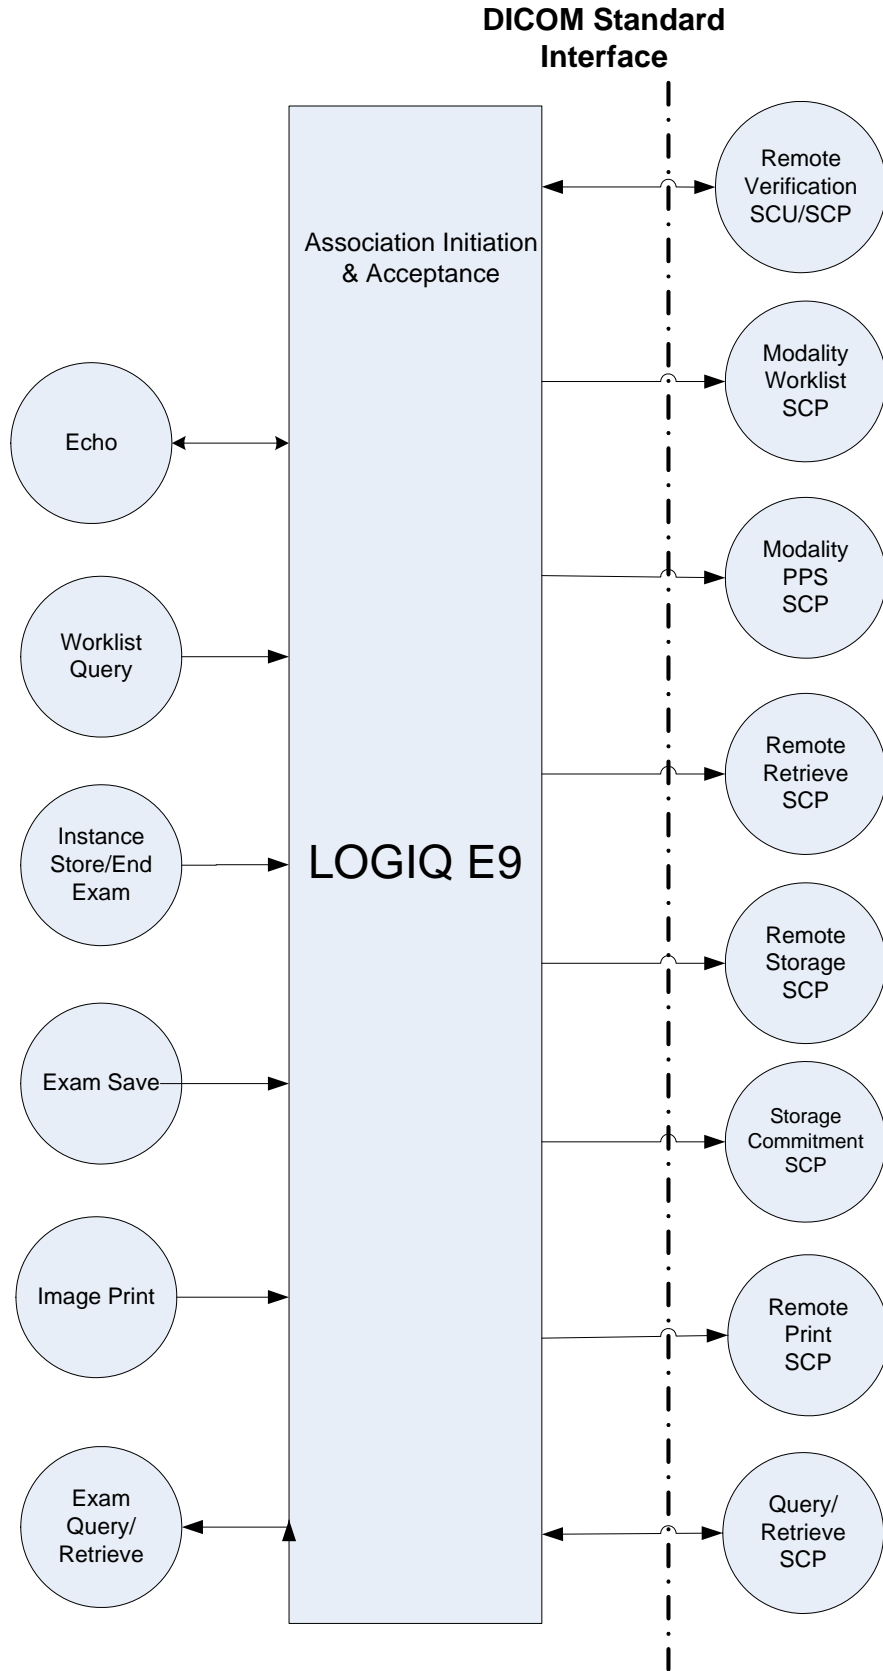 DICOM Standard
Interface
Association Initiation
& Acceptance
LOGIQ E9
Echo
Worklist
Query
Instance
Store/End
Exam
Exam Save
Image Print
Exam
Query/
Retrieve
Remote
Verification
SCU/SCP
Modality
Worklist
SCP
Modality
PPS
SCP
Remote
Retrieve
SCP
Remote
Storage
SCP
Storage
Commitment
SCP
Remote
Print
SCP
Query/
Retrieve
SCP